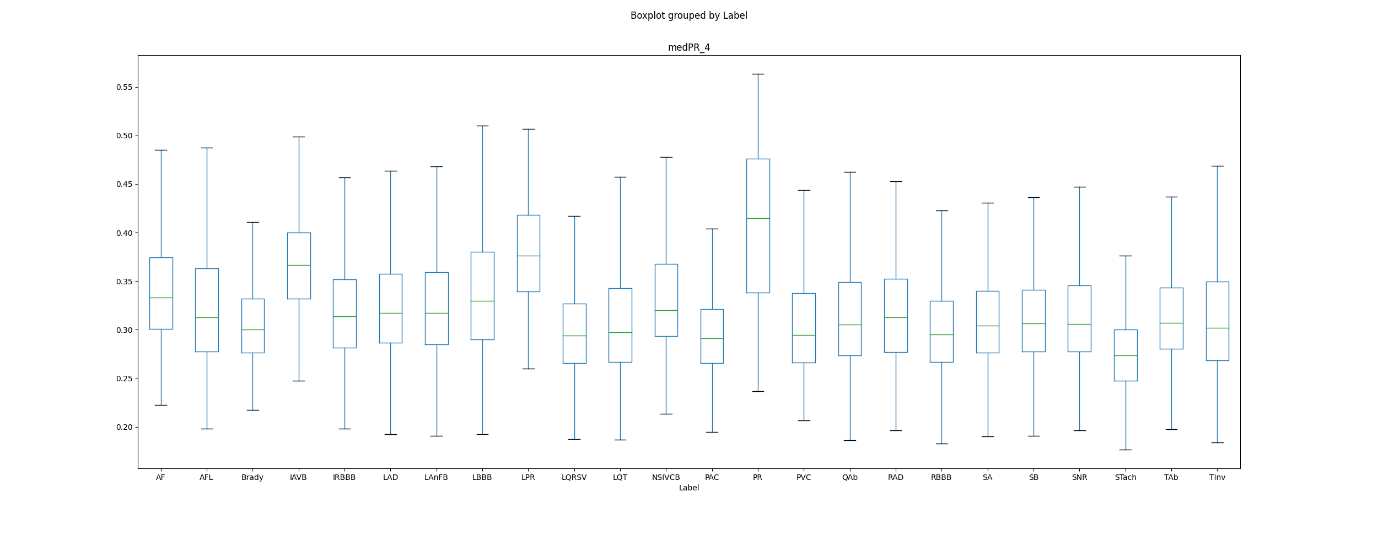 Boxplot grouped by Label
medPR_4
0.55
0.50
0.45
0.40
0.35
0.30
0.25
0.20
AF AFL Brady IAVB IRBBB LAD LAnFB LBBB LPR LQRSV LQT NSIVCB PAC PR PVC QAb RAD RBBB SA SB SNR STach TAb TInv
Label